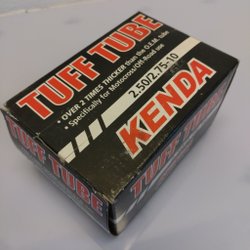 TUFF TUBE
• OVER 2 TIMES THICKER than the O.E.M. tube
• Specifically for Motocross/Off-Road use
2.50/2.75-10
KENDA
TUFF TUBE